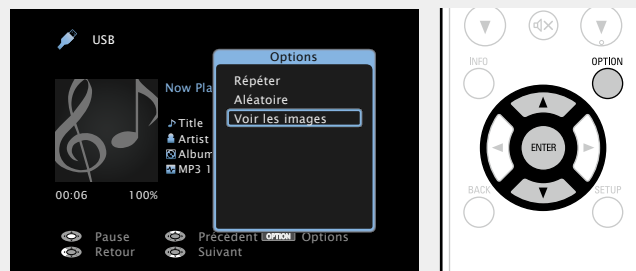 USB
Options
Répéter
Aléatoire
Voir les images
Now Pla
Title
Artist
Album
MP3 1
00:06 100%
Pause Précédent OPTION Options
Retour Suivant
INFO OPTION
ENTER
BACK SETUP